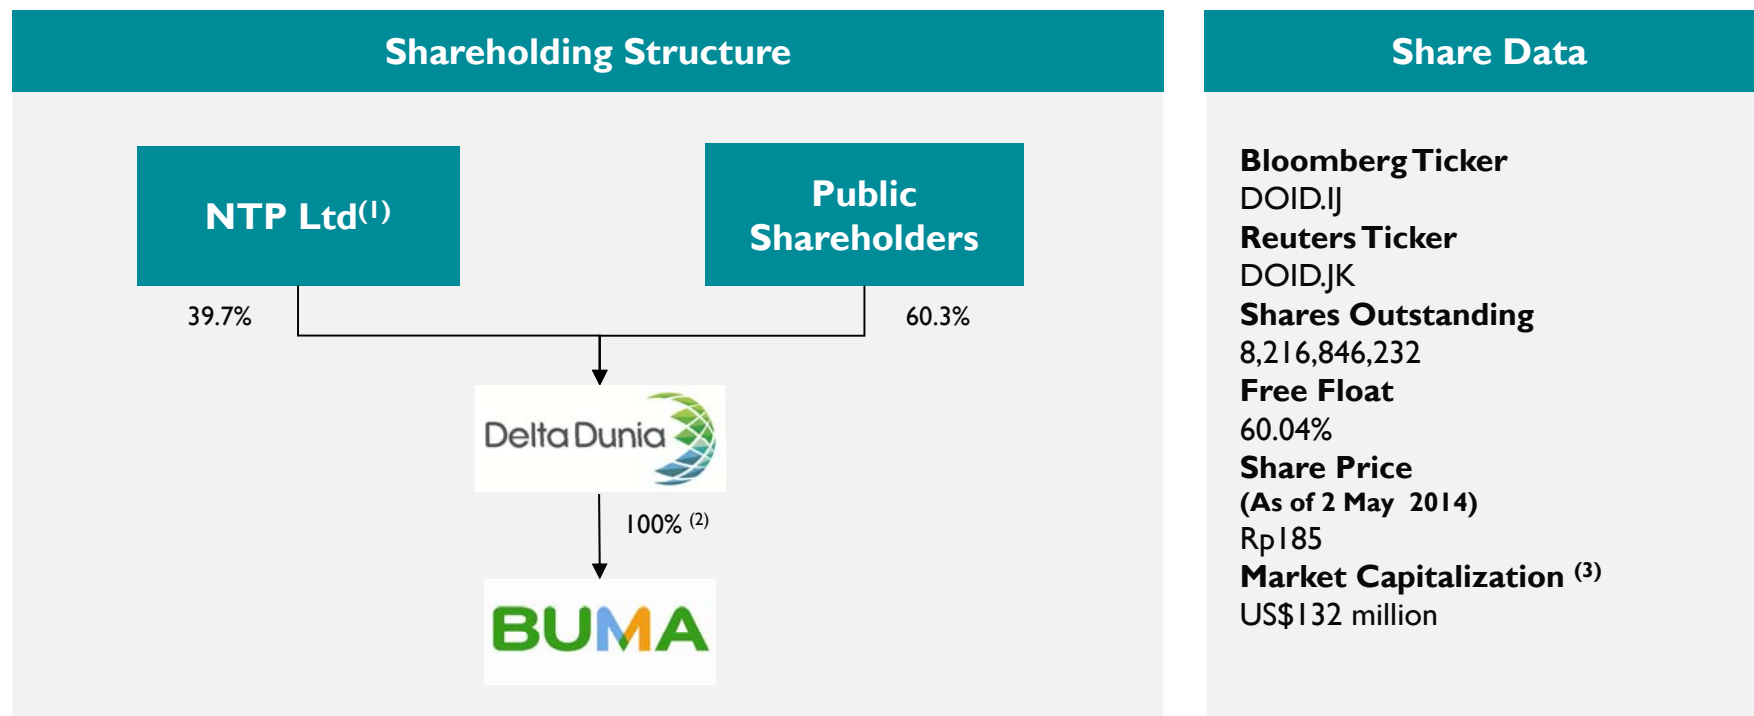 Shareholding Structure
NTP Ltd(1)
Public
Shareholders
39.7%
60.3%
Delta Dunia
100% (2)
BUMA
Share Data
Bloomberg Ticker
DOID.IJ
Reuters Ticker
DOID.JK
Shares Outstanding
8,216,846,232
Free Float
60.04%
Share Price
(As of 2 May 2014)
Rp185
Market Capitalization (3)
US$132 million